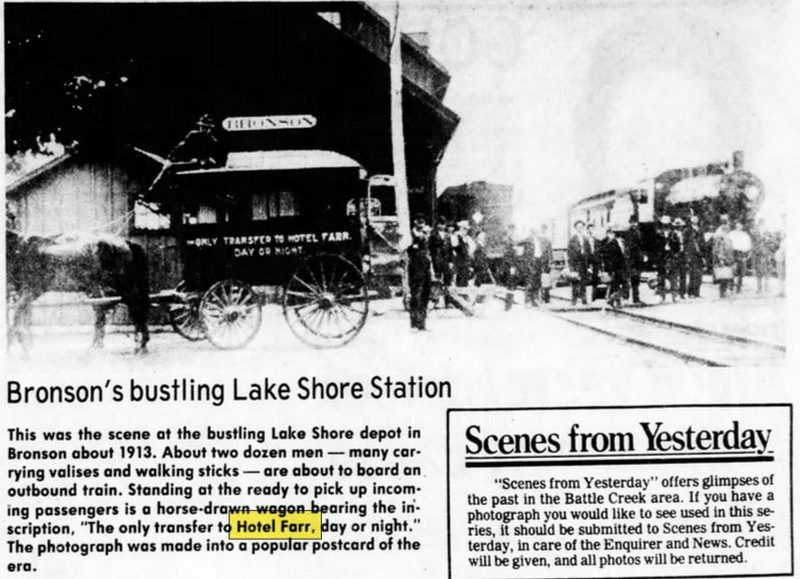 BRONSON
ONLY TRANSFER TO HOTEL FARR.
DAY OR NIGHT.
Bronson's bustling Lake Shore Station
This was the scene at the bustling Lake Shore depot in
Bronson about 1913. About two dozen men — many car-
rying valises and walking sticks — are about to board an
outbound train. Standing at the ready to pick up incom-
ing passengers is a horse-drawn wagon bearing the in-
scription, "The only transfer to Hotel Farr, day or night."
The photograph was made into a popular postcard of the
era.
Scenes from Yesterday
"Scenes from Yesterday" offers glimpses of
the past in the Battle Creek area. If you have a
photograph you would like to see used in this se-
ries, it should be submitted to Scenes from Yes-
terday, in care of the Enquirer and News. Credit
will be given, and all photos will be returned.